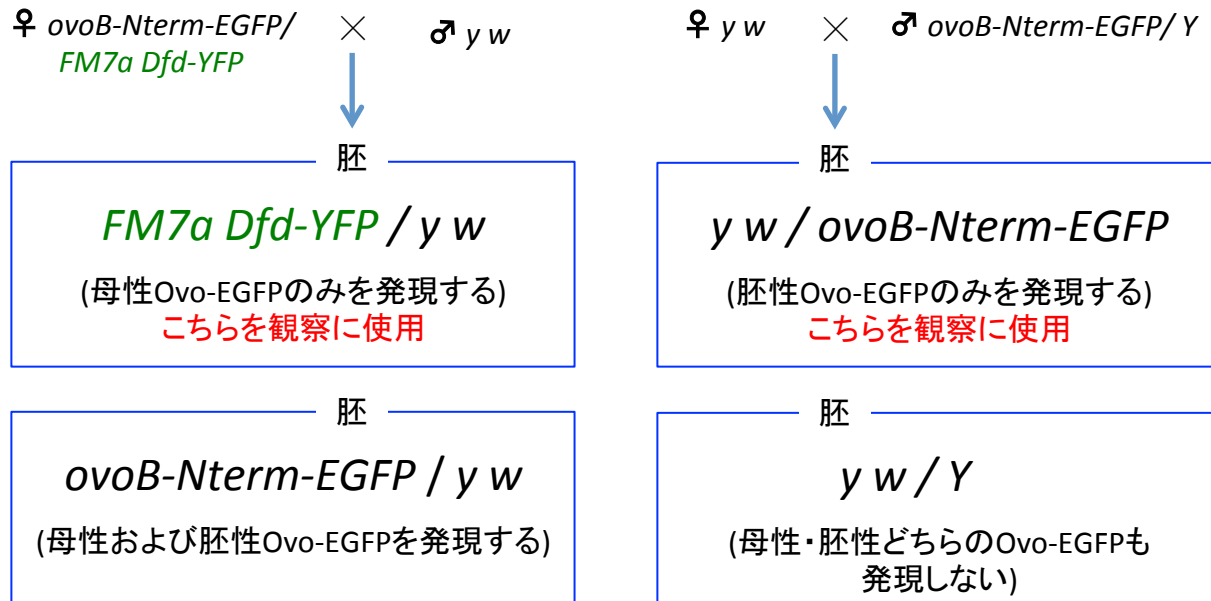 ♀ ovoB-Nterm-EGFP/ × ♂ y w
FM7a Dfd-YFP
胚
FM7a Dfd-YFP / y w
(母性Ovo-EGFPのみを発現する)
こちらを観察に使用
胚
ovoB-Nterm-EGFP / y w
(母性および胚性Ovo-EGFPを発現する)
♀ y w × ♂ ovoB-Nterm-EGFP/ Y
胚
y w / ovoB-Nterm-EGFP
(胚性Ovo-EGFPのみを発現する)
こちらを観察に使用
胚
y w / Y
(母性・胚性どちらのOvo-EGFPも
発現しない)